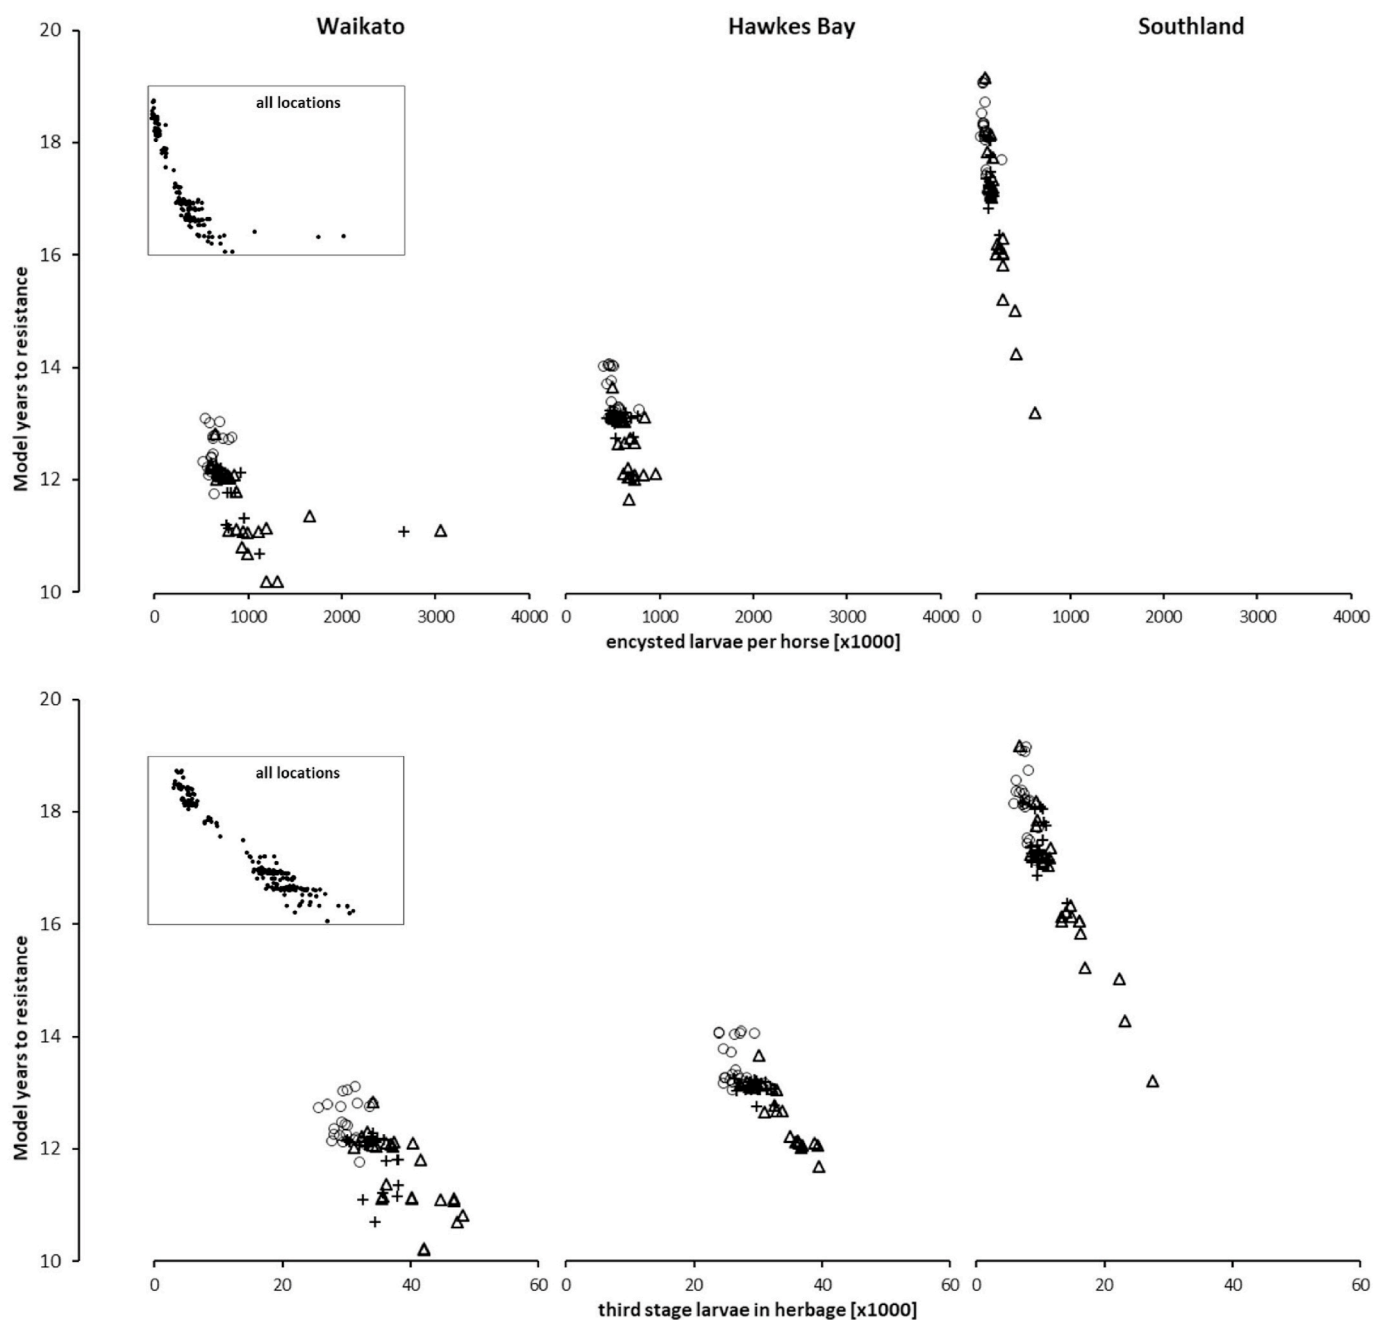 Waikato Hawkes Bay Southland
20
all locations
18
16
14
12
10
Model years to resistance
0 1000 2000 3000 4000 0 1000 2000 3000 4000 0 1000 2000 3000 4000
encysted larvae per horse [x1000]
20
all locations
18
16
14
12
10
Model years to resistance
0 20 40 60 0 20 40 60 0 20 40 60
third stage larvae in herbage [x1000]